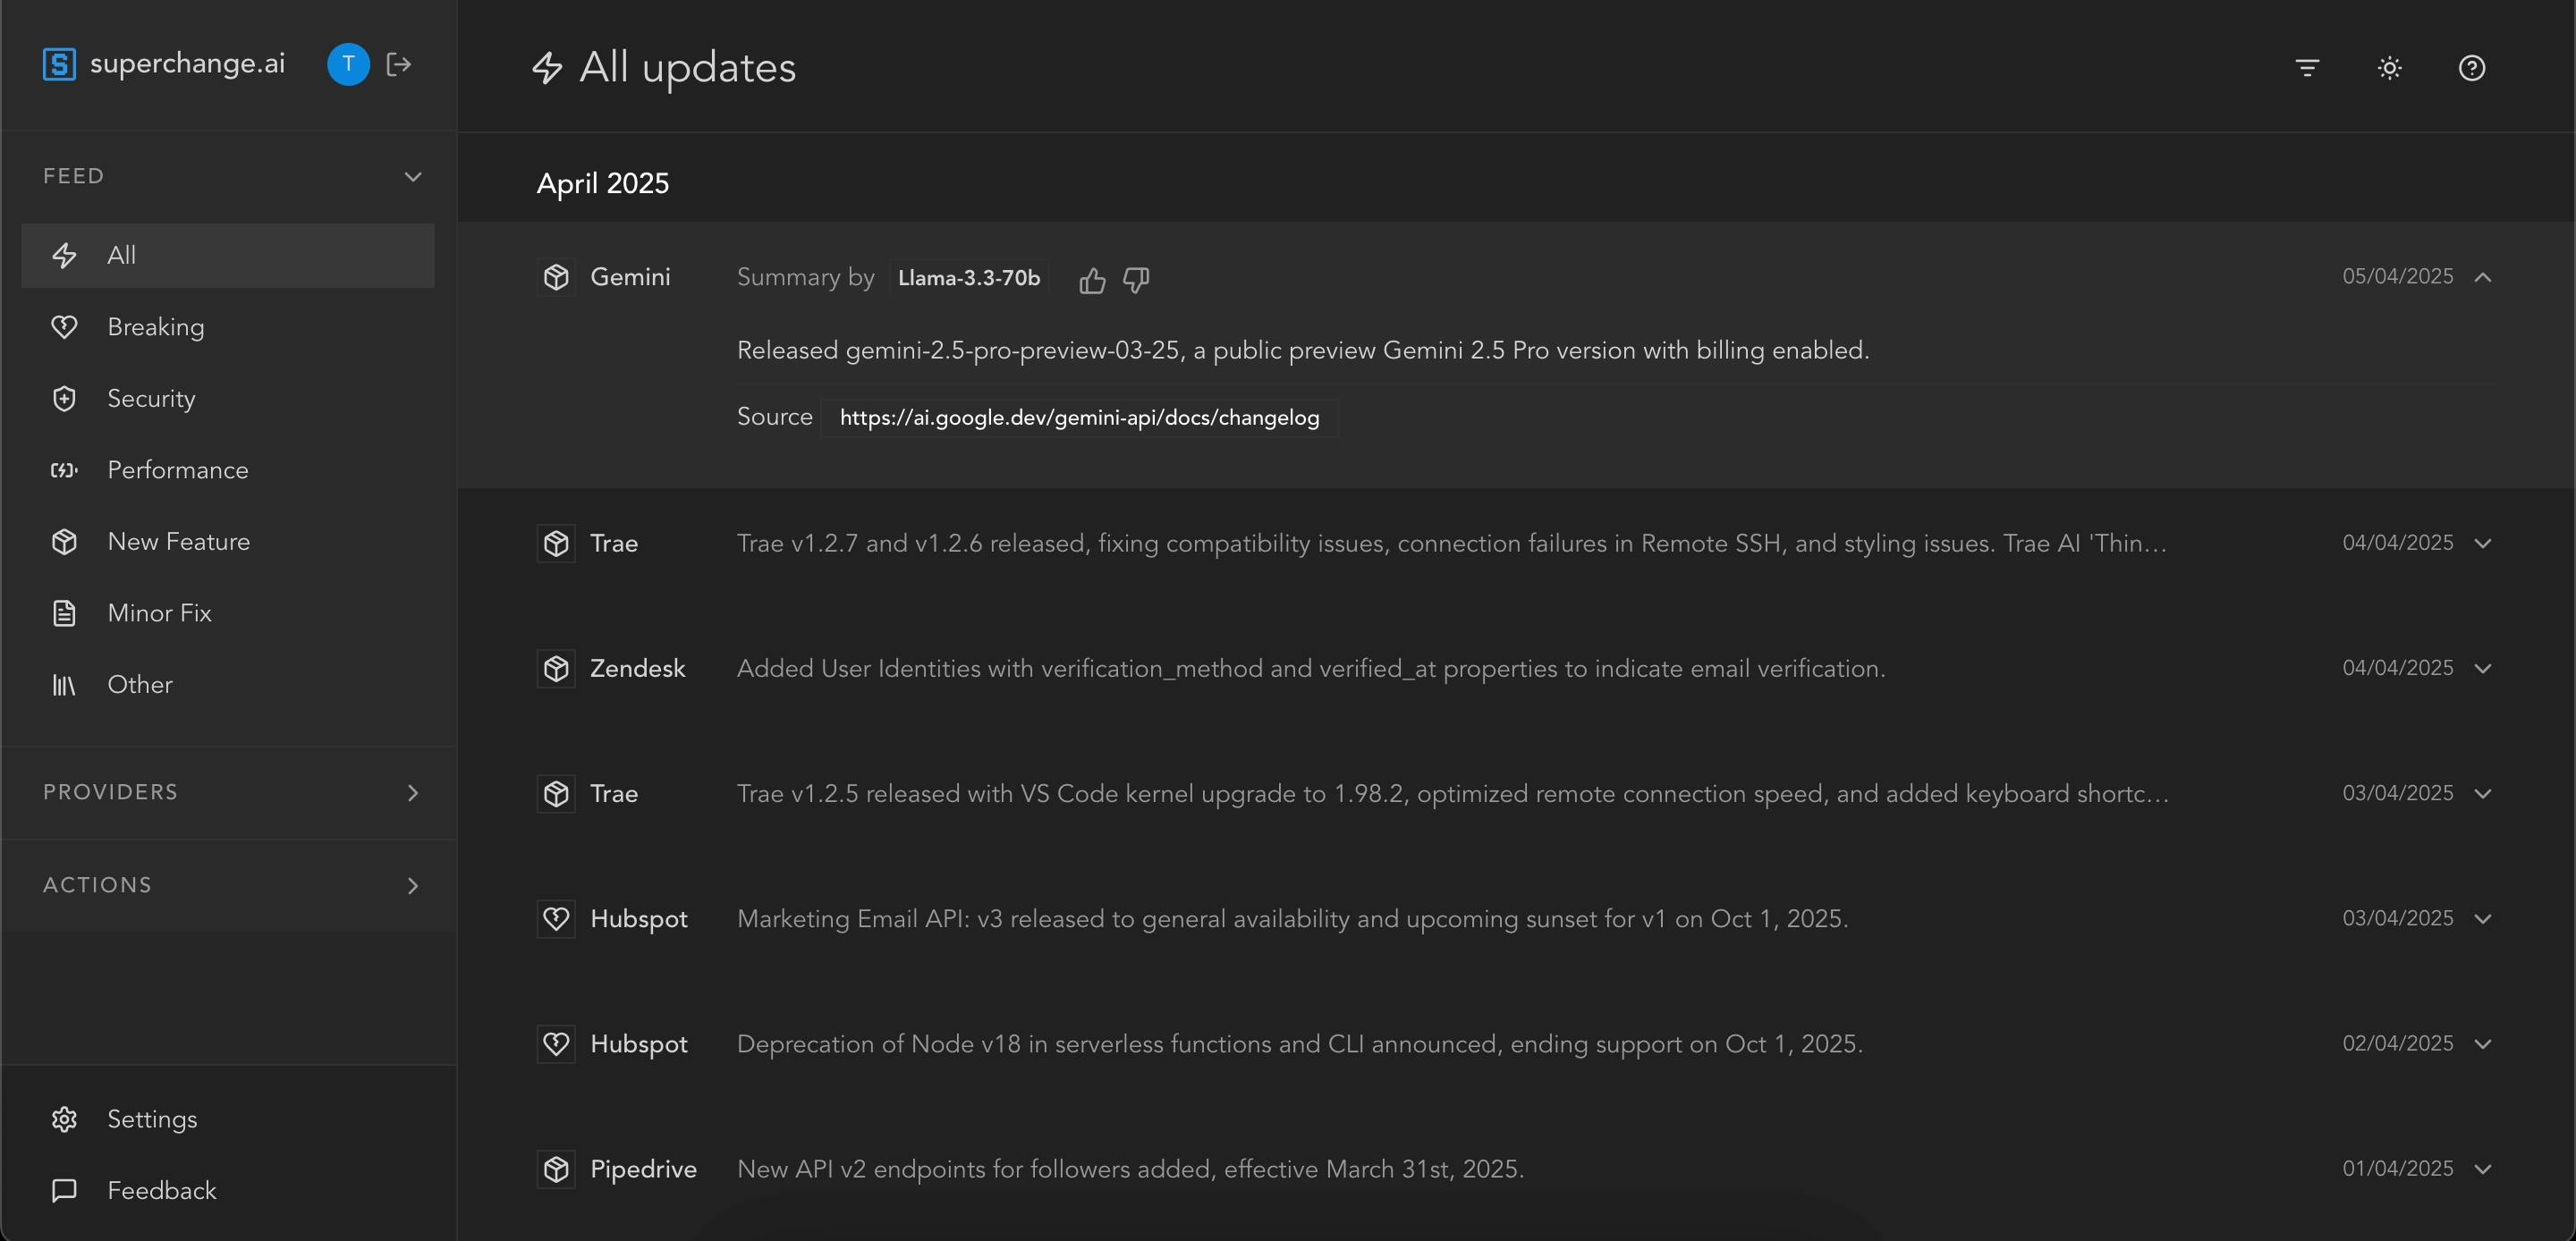 superchange.ai
T
FEED
All
Breaking
Security
Performance
New Feature
Minor Fix
Other
PROVIDERS
ACTIONS
Settings
Feedback
All updates
April 2025
Gemini Summary by Llama-3.3-70b 05/04/2025
Released gemini-2.5-pro-preview-03-25, a public preview Gemini 2.5 Pro version with billing enabled.
Source https://ai.google.dev/gemini-api/docs/changelog
Trae Trae v1.2.7 and v1.2.6 released, fixing compatibility issues, connection failures in Remote SSH, and styling issues. Trae AI 'Thin… 04/04/2025
Zendesk Added User Identities with verification_method and verified_at properties to indicate email verification. 04/04/2025
Trae Trae v1.2.5 released with VS Code kernel upgrade to 1.98.2, optimized remote connection speed, and added keyboard shortc… 03/04/2025
Hubspot Marketing Email API: v3 released to general availability and upcoming sunset for v1 on Oct 1, 2025. 03/04/2025
Hubspot Deprecation of Node v18 in serverless functions and CLI announced, ending support on Oct 1, 2025. 02/04/2025
Pipedrive New API v2 endpoints for followers added, effective March 31st, 2025. 01/04/2025